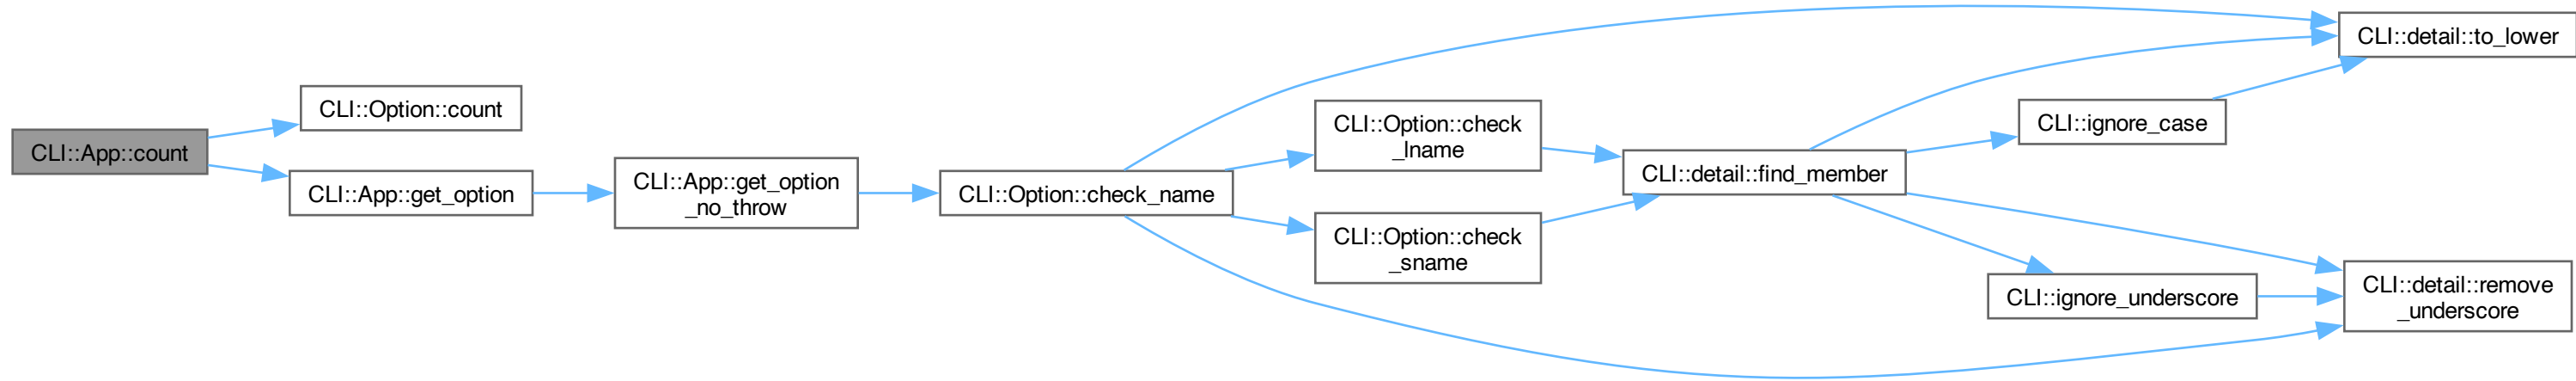 CLI::App::count
CLI::Option::count
CLI::App::get_option
CLI::App::get_option
_no_throw
CLI::Option::check_name
CLI::Option::check
_lname
CLI::Option::check
_sname
CLI::detail::find_member
CLI::ignore_case
CLI::ignore_underscore
CLI::detail::to_lower
CLI::detail::remove
_underscore